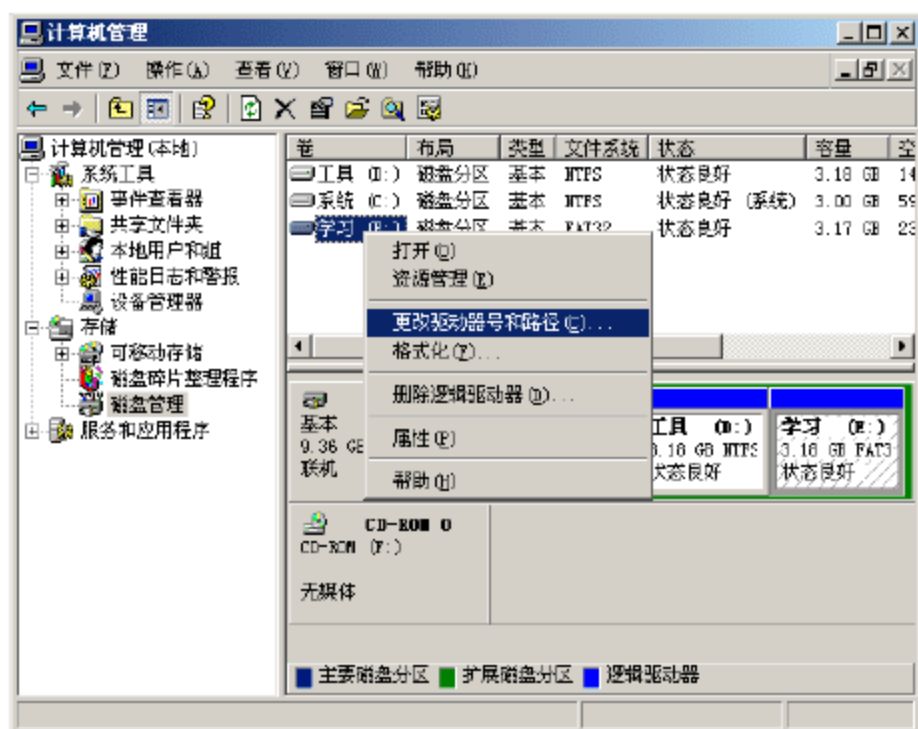 计算机管理
文件(F) 操作(A) 查看(V) 窗口(W) 帮助(H)
计算机管理(本地)
系统工具
事件查看器
共享文件夹
本地用户和组
性能日志和警报
设备管理器
存储
可移动存储
磁盘碎片整理程序
磁盘管理
服务和应用程序
卷 布局 类型 文件系统 状态 容量 空
工具 (D:) 磁盘分区 基本 NTFS 状态良好 3.18 GB 14
系统 (C:) 磁盘分区 基本 NTFS 状态良好 (系统) 3.00 GB 59
学习 (E:) 磁盘分区 基本 FAT32 状态良好 3.17 GB 23
打开(O)
资源管理(E)
更改驱动器号和路径(C)...
格式化(F)...
删除逻辑驱动器(D)...
属性(P)
帮助(H)
基本
9.36 GB
联机
工具 (D:)
3.18 GB NTFS
状态良好
学习 (E:)
3.18 GB FAT3
状态良好
CD-ROM 0
CD-ROM (F:)
无媒体
主要磁盘分区 扩展磁盘分区 逻辑驱动器